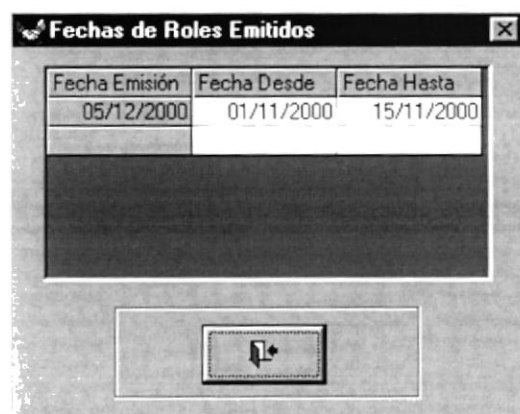 Fechas de Roles Emitidos
Fecha Emisión Fecha Desde Fecha Hasta
05/12/2000 01/11/2000 15/11/2000